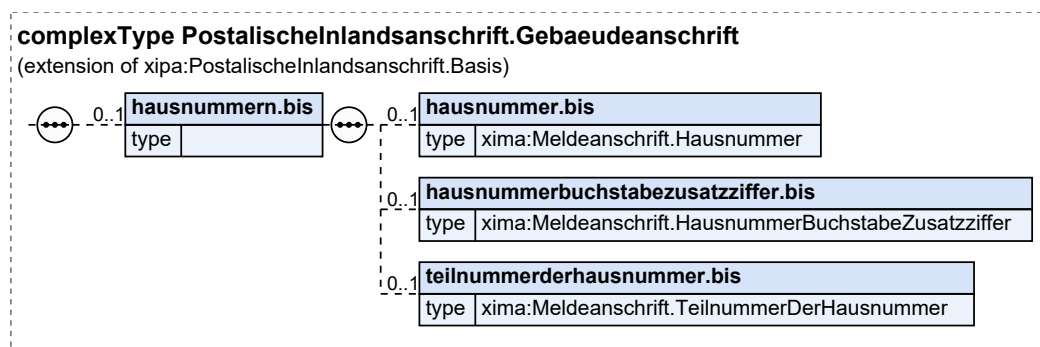 complexType PostalischeInlandsanschrift.Gebaeudeanschrift
(extension of xipa:PostalischeInlandsanschrift.Basis)
0..1 hausnummern.bis
type
0..1 hausnummer.bis
type xima:Meldeanschrift.Hausnummer
0..1 hausnummerbuchstabezusatzziffer.bis
type xima:Meldeanschrift.HausnummerBuchstabeZusatzziffer
0..1 teilnummerderhausnummer.bis
type xima:Meldeanschrift.TeilnummerDerHausnummer